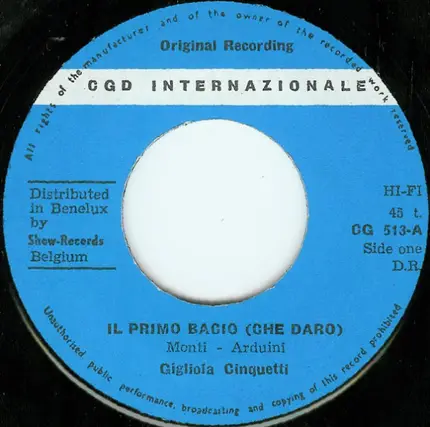 All rights of the manufacturer and of the owner of the recorded work reserved
Original Recording
CGD INTERNAZIONALE
Distributed
in Benelux
by
Show-Records
Belgium
HI-FI
45 t.
CG 513-A
Side one
D.R.
IL PRIMO BACIO (CHE DARO)
Monti - Arduini
Gigliola Cinquetti
Unauthorised public performance, broadcasting and copying of this record prohibited